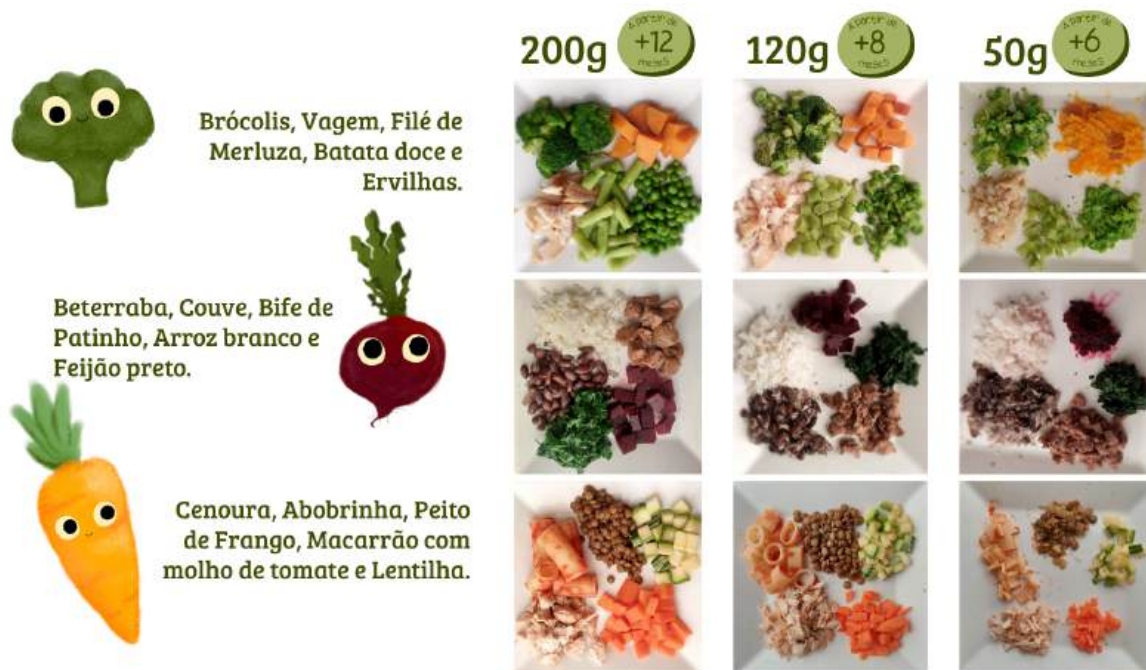 200g
A partir de
+12
meses
120g
A partir de
+8
meses
50g
A partir de
+6
meses
Brócolis, Vagem, Filé de
Merluza, Batata doce e
Ervilhas.
Beterraba, Couve, Bife de
Patinho, Arroz branco e
Feijão preto.
Cenoura, Abobrinha, Peito
de Frango, Macarrão com
molho de tomate e Lentilha.